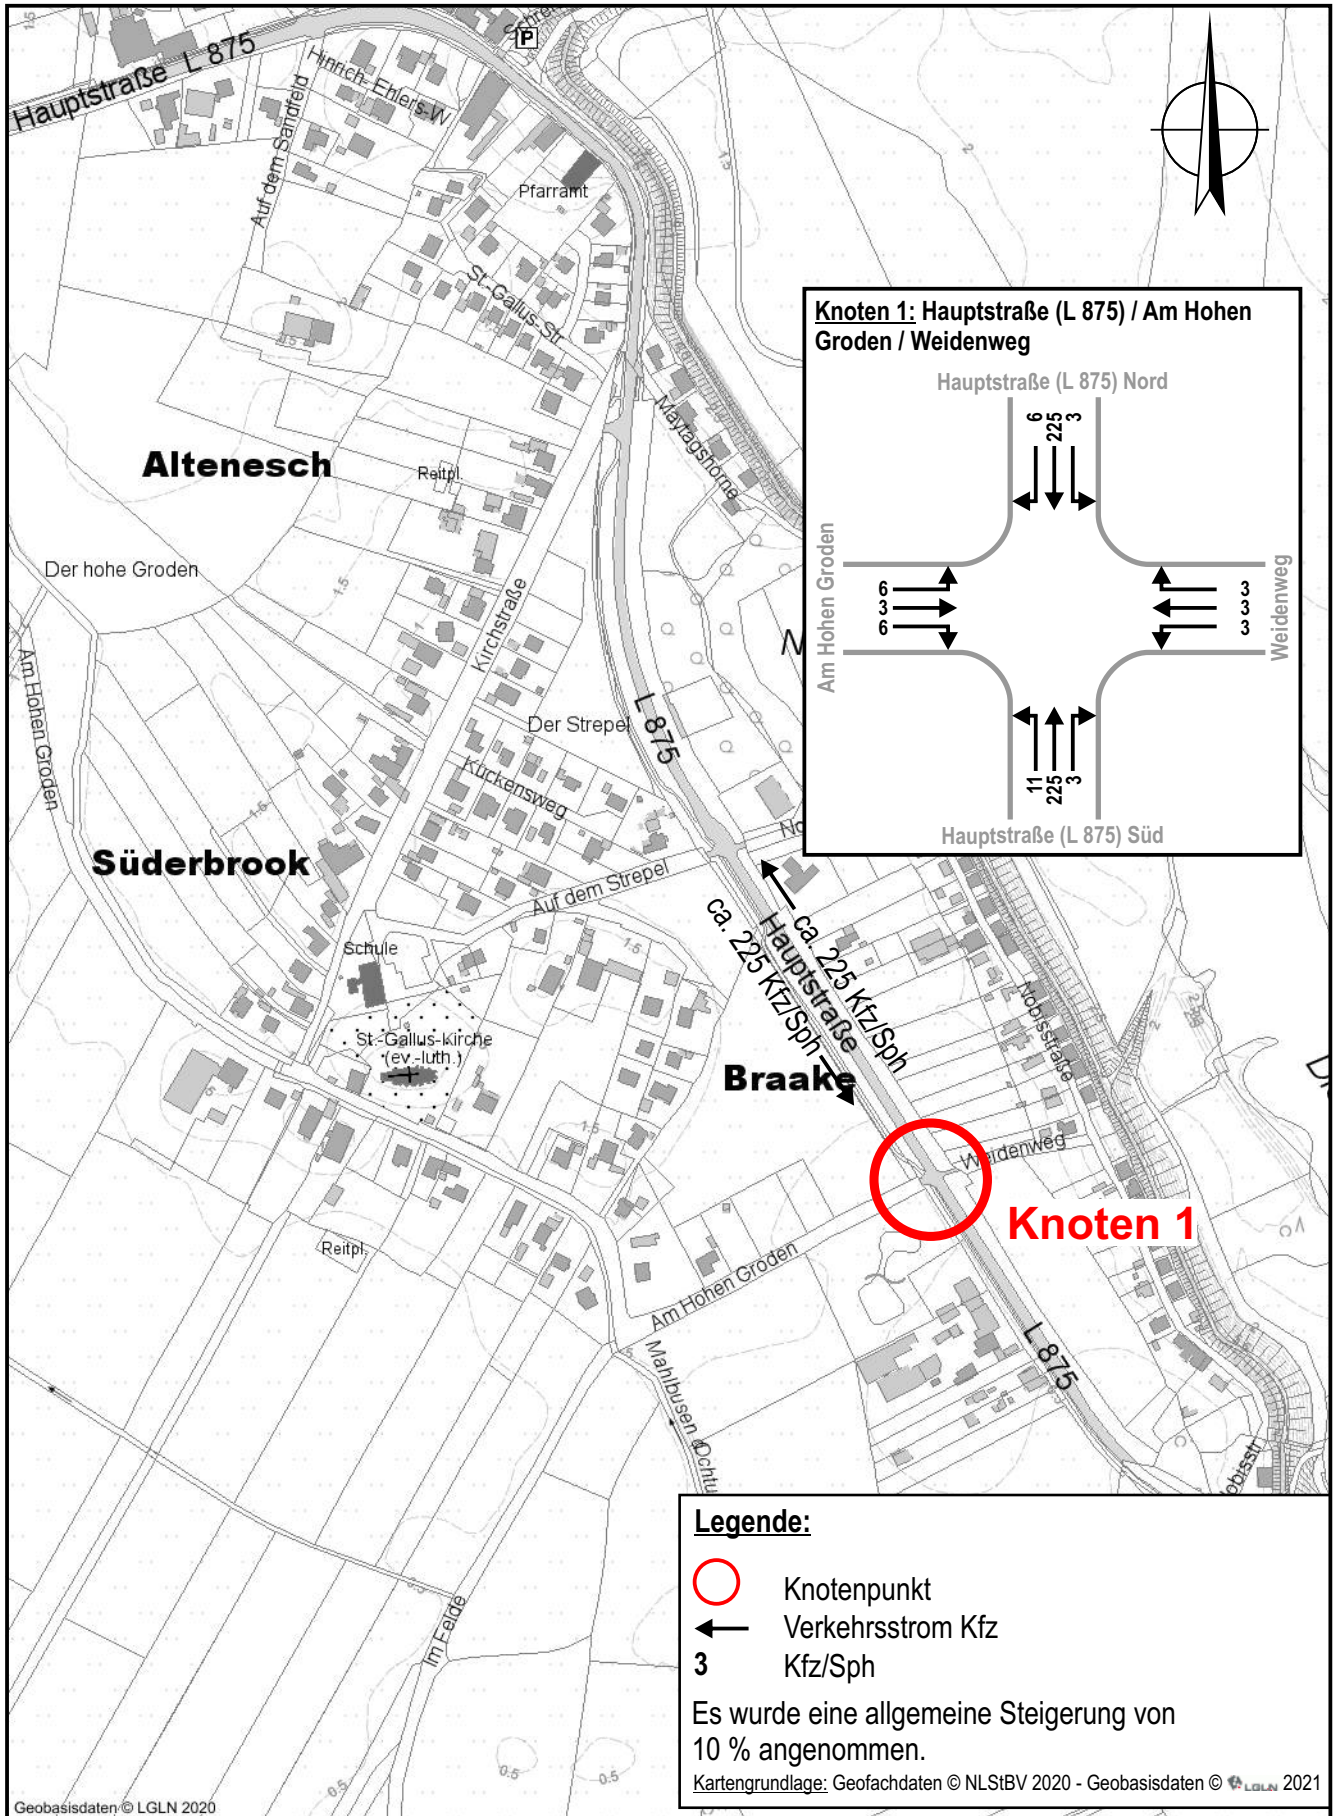 Hauptstraße L 875
Hinrich-Ehlers-W
P
Auf dem Sandfeld
Pfarramt
St.-Gallus-Str
Maytagshorne
Altenesch
Reitpl.
Der hohe Groden
Kirchstraße
Am Hohen Groden
Der Strepel
L 875
Kückensweg
Süderbrook
Auf dem Strepel
Schule
St.-Gallus-Kirche
(ev.-luth.)
ca. 225 Kfz/Sph
Hauptstraße
ca. 225 Kfz/Sph
Braake
Nobisstraße
Weidenweg
Knoten 1
Am Hohen Groden
Reitpl.
L 875
Im Felde
Knoten 1: Hauptstraße (L 875) / Am Hohen
Groden / Weidenweg
Hauptstraße (L 875) Nord
6
225
3
Am Hohen Groden
6
3
6
3
3
3
Weidenweg
11
225
3
Hauptstraße (L 875) Süd
Legende:
Knotenpunkt
Verkehrsstrom Kfz
3 Kfz/Sph
Es wurde eine allgemeine Steigerung von
10 % angenommen.
Kartengrundlage: Geofachdaten © NLStBV 2020 - Geobasisdaten © LGLN 2021
Geobasisdaten © LGLN 2020